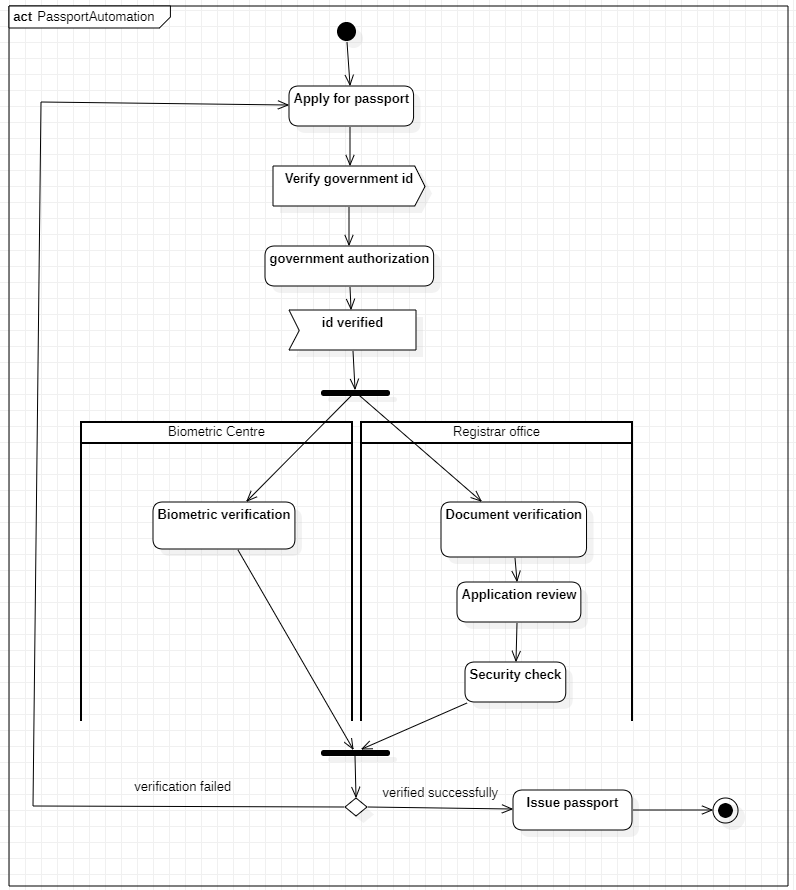 act PassportAutomation
Apply for passport
Verify government id
government authorization
id verified
Biometric Centre
Registrar office
Biometric verification
Document verification
Application review
Security check
verification failed
verified successfully
Issue passport